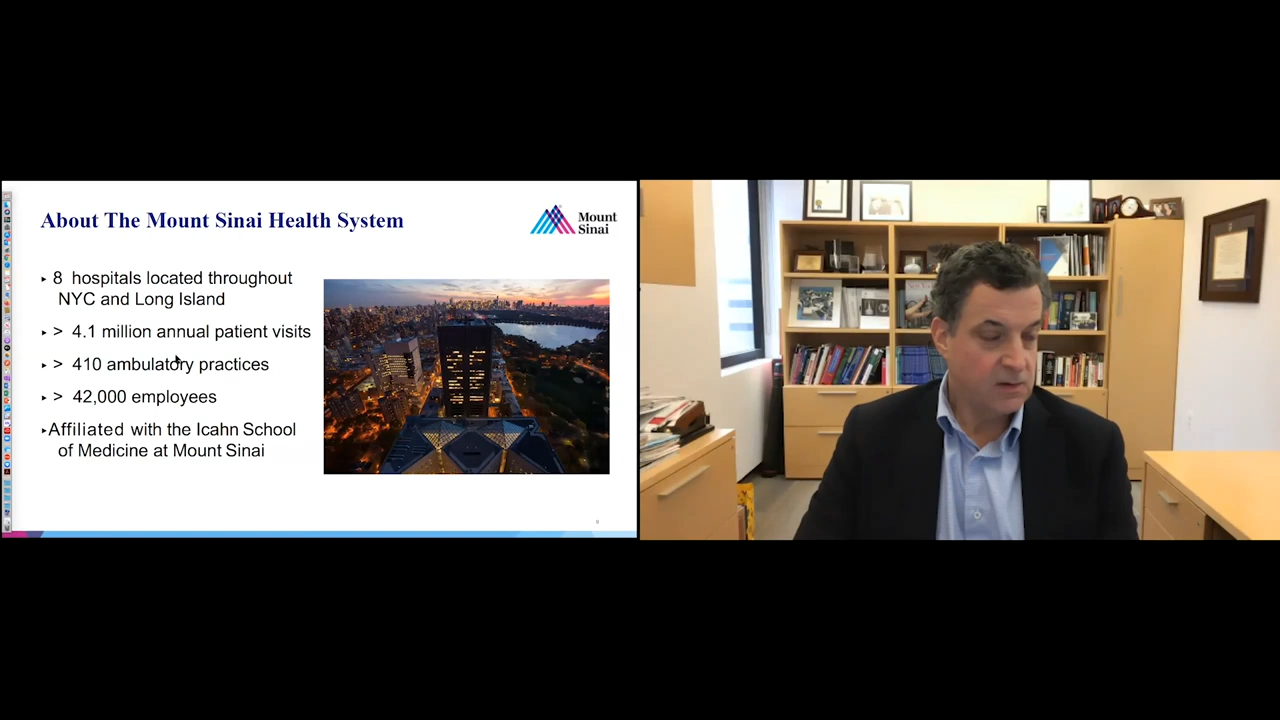 About The Mount Sinai Health System
Mount
Sinai
▸ 8 hospitals located throughout
NYC and Long Island
▸ > 4.1 million annual patient visits
▸ > 410 ambulatory practices
▸ > 42,000 employees
▸Affiliated with the Icahn School
of Medicine at Mount Sinai